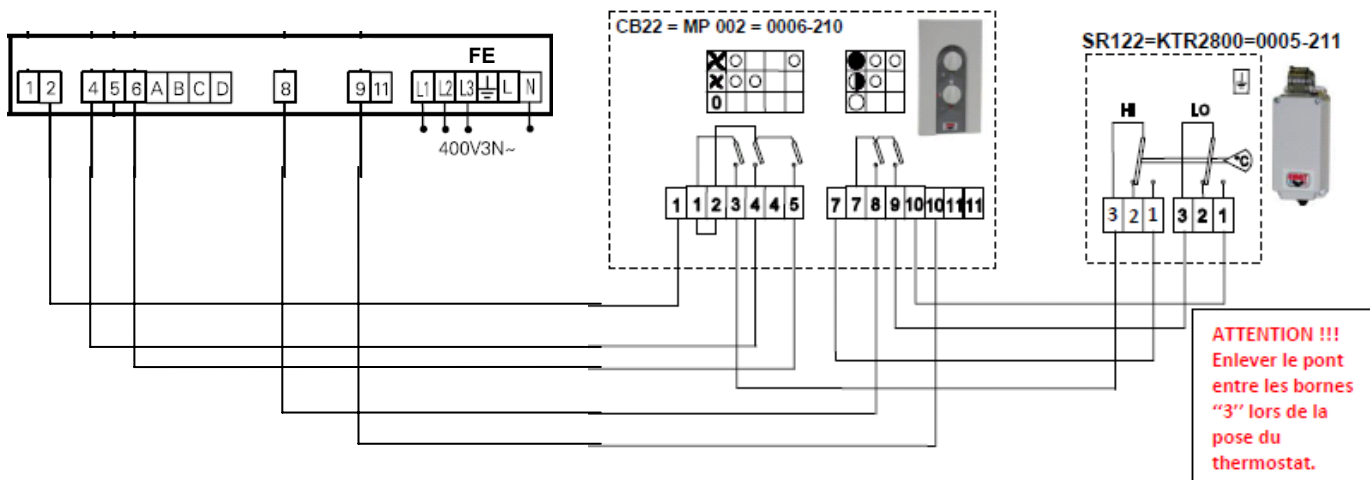 CB22 = MP 002 = 0006-210
SR122=KTR2800=0005-211
FE
1 2 4 5 6 A B C D 8 9 11 L1 L2 L3 L N
400V3N~
0
HI LO
°C
1 1 2 3 4 4 5 7 7 8 9 10 10 11 11
3 2 1 3 2 1
ATTENTION !!!
Enlever le pont
entre les bornes
“3” lors de la
pose du
thermostat.